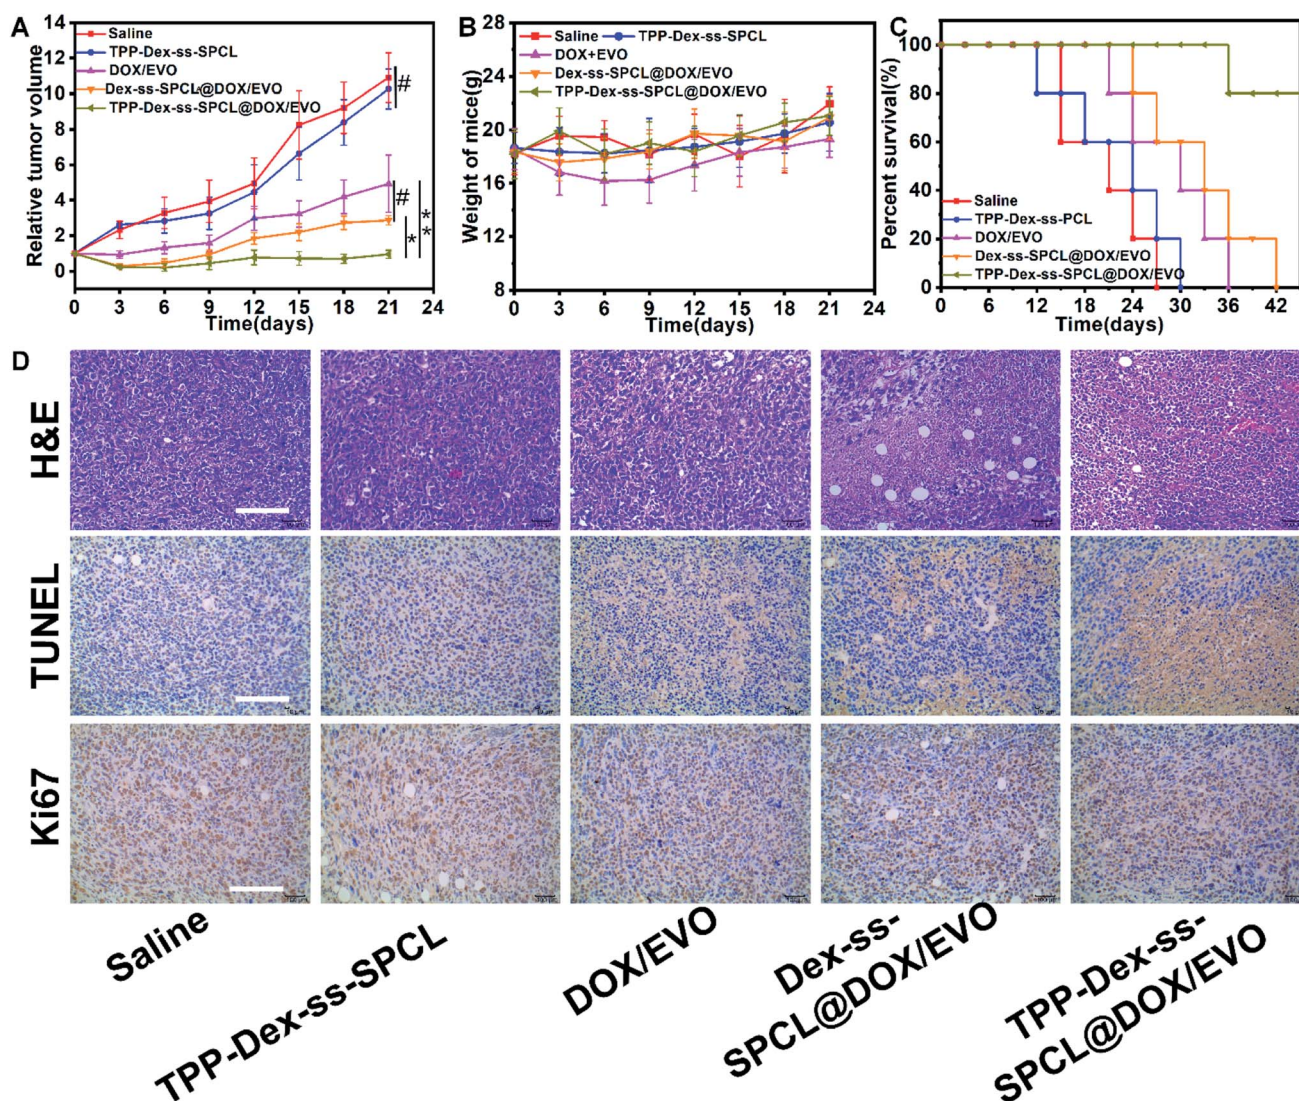 A
Relative tumor volume
14
12
10
8
6
4
2
0
Saline
TPP-Dex-ss-SPCL
DOX/EVO
Dex-ss-SPCL@DOX/EVO
TPP-Dex-ss-SPCL@DOX/EVO
#
#
*
**
0 3 6 9 12 15 18 21 24
Time(days)
B
Weight of mice(g)
28
24
20
16
12
8
Saline TPP-Dex-ss-SPCL
DOX+EVO
Dex-ss-SPCL@DOX/EVO
TPP-Dex-ss-SPCL@DOX/EVO
0 3 6 9 12 15 18 21 24
Time(days)
C
Percent survival(%)
100
80
60
40
20
0
Saline
TPP-Dex-ss-PCL
DOX/EVO
Dex-ss-SPCL@DOX/EVO
TPP-Dex-ss-SPCL@DOX/EVO
0 6 12 18 24 30 36 42
Time(days)
D
H&E
TUNEL
Ki67
Saline
TPP-Dex-ss-SPCL
DOX/EVO
Dex-ss-
SPCL@DOX/EVO
TPP-Dex-ss-
SPCL@DOX/EVO